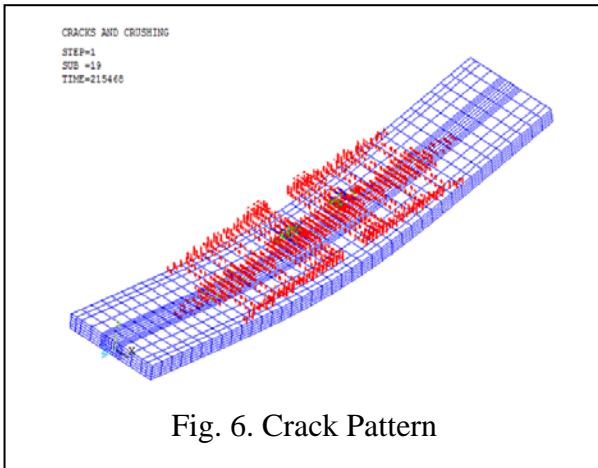 CRACKS AND CRUSHING
STEP=1
SUB =19
TIME=215468
X
Fig. 6. Crack Pattern